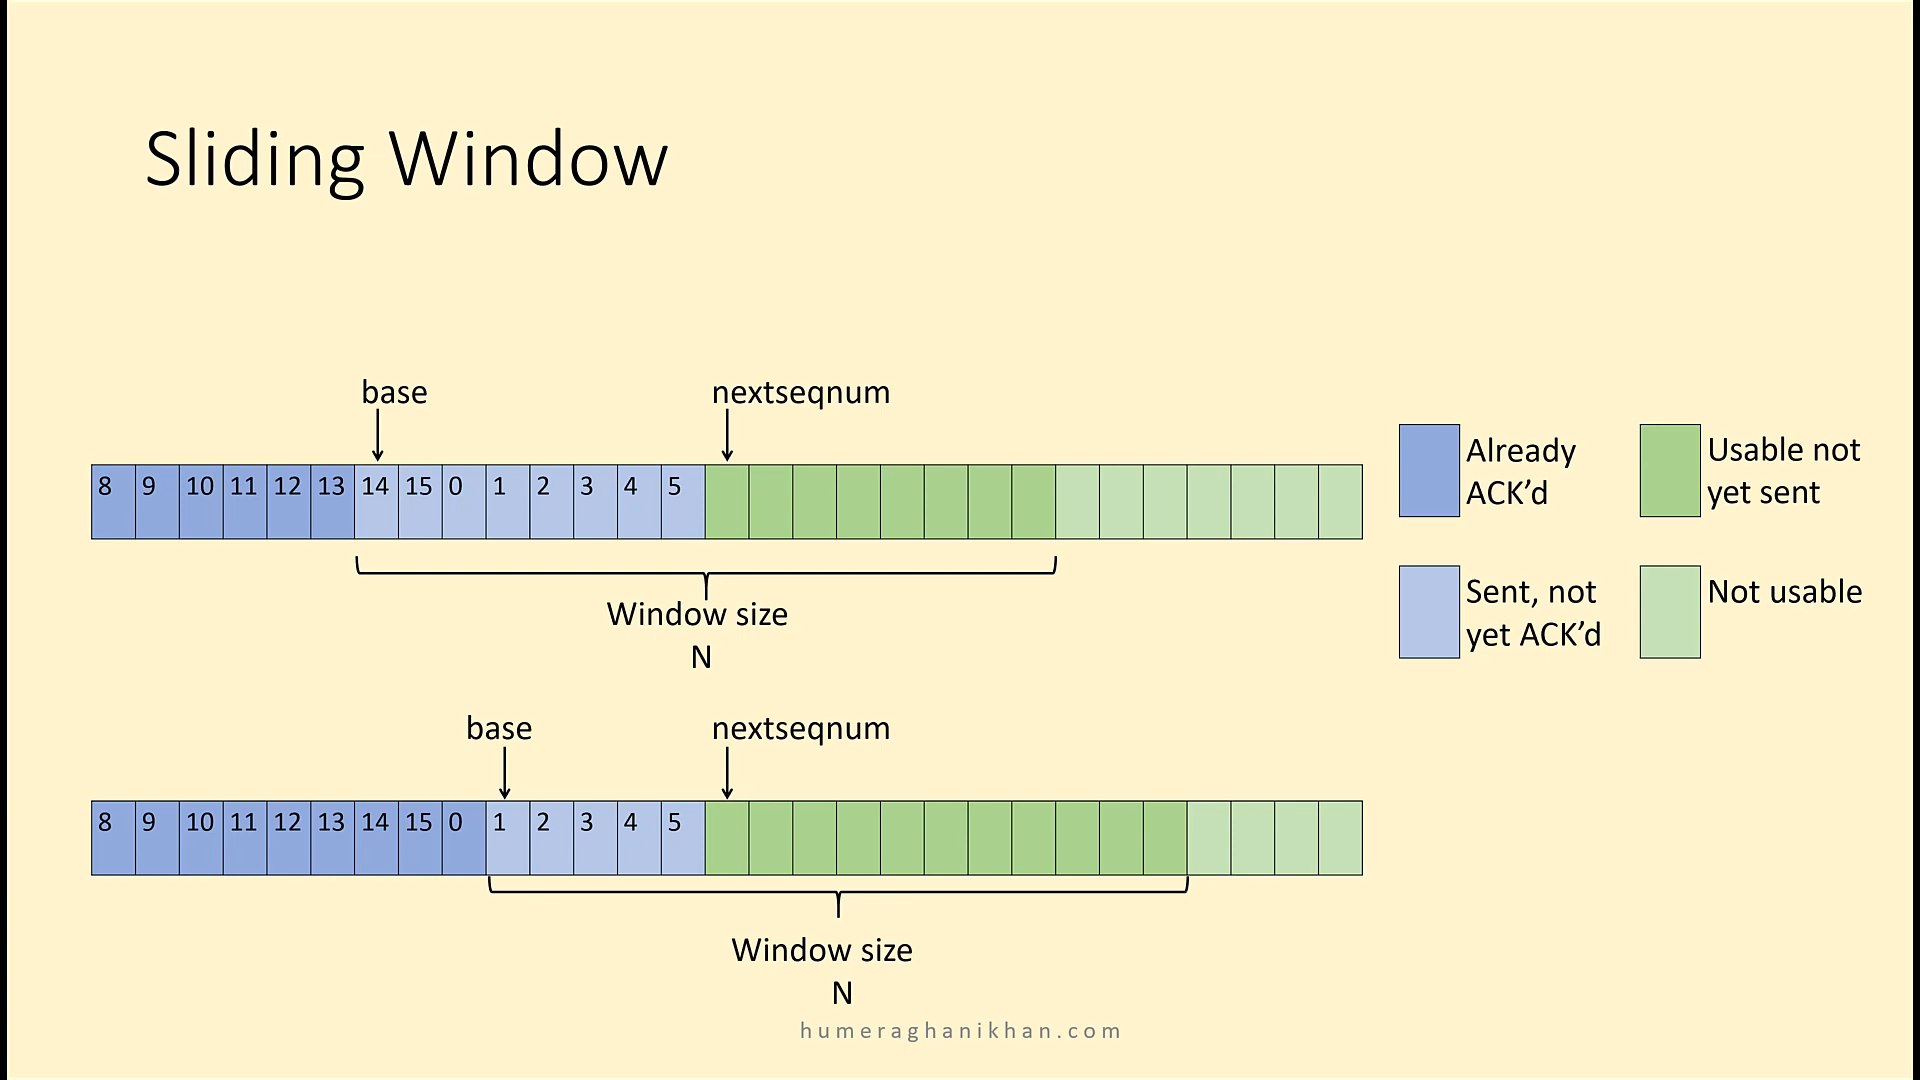 Sliding Window
base nextseqnum
8 9 10 11 12 13 14 15 0 1 2 3 4 5
Window size
N
Already
ACK’d
Usable not
yet sent
Sent, not
yet ACK’d
Not usable
base nextseqnum
8 9 10 11 12 13 14 15 0 1 2 3 4 5
Window size
N
humeraghanikhan.com